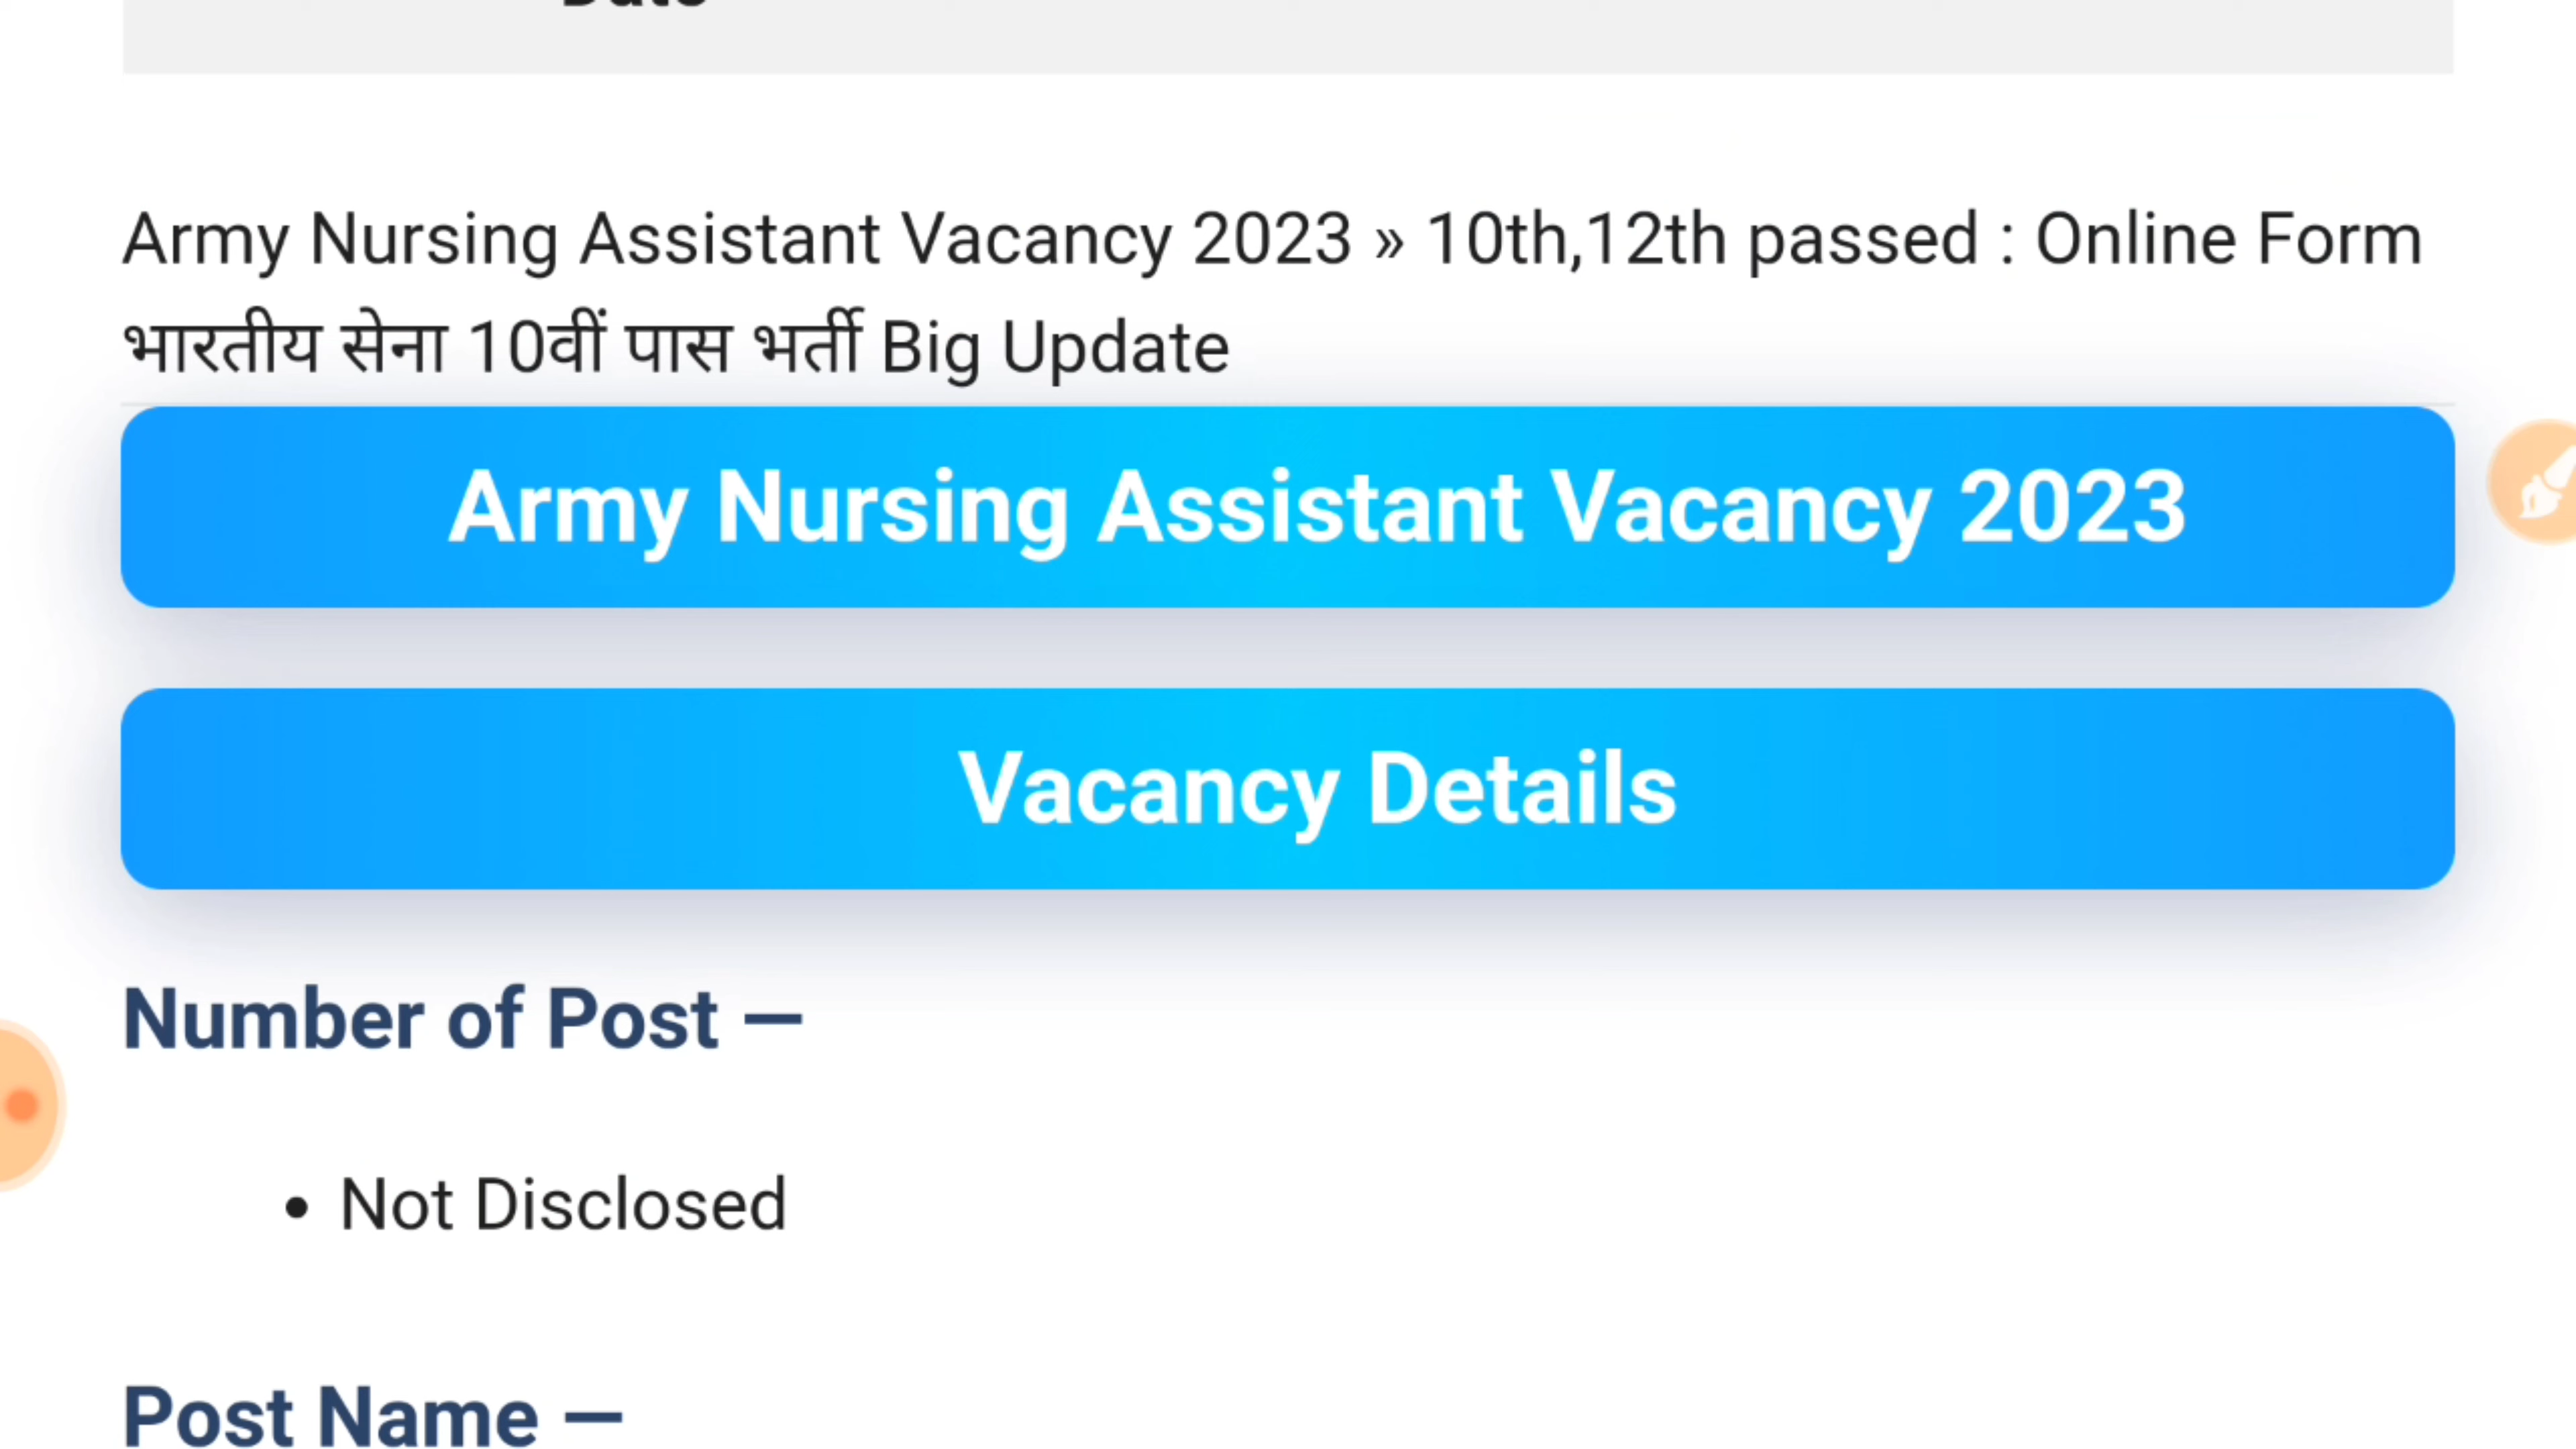 Date
Army Nursing Assistant Vacancy 2023 » 10th,12th passed : Online Form
भारतीय सेना 10वीं पास भर्ती Big Update
Army Nursing Assistant Vacancy 2023
Vacancy Details
Number of Post —
• Not Disclosed
Post Name —